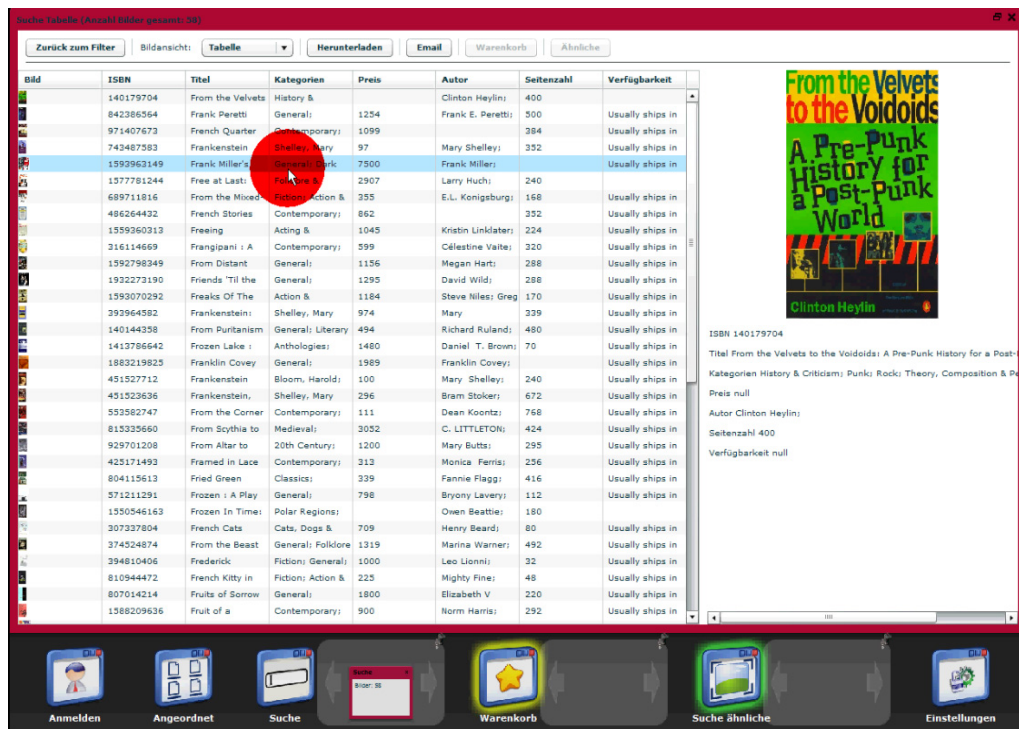 Suche Tabelle (Anzahl Bilder gesamt: 56)
Zurück zum Filter Bildansicht: Tabelle Herunterladen Email Warenkorb Ähnliche
Bild ISBN Titel Kategorien Preis Autor Seitenzahl Verfügbarkeit
140179704 From the Velvets History & Clinton Heylin; 400
842386564 Frank Peretti General; 1254 Frank E. Peretti; 500 Usually ships in
971407673 French Quarter Contemporary; 1099 384 Usually ships in
743487583 Frankenstein Shelley, Mary 97 Mary Shelley; 352 Usually ships in
1593963149 Frank Miller's General; Dark 7500 Frank Miller; Usually ships in
1577781244 Free at Last: Folklore & 2907 Larry Huch; 240
689711816 From the Mixed- Fiction; Action & 355 E.L. Konigsburg; 168 Usually ships in
486264432 French Stories Contemporary; 862 352 Usually ships in
1559360313 Freeing Acting & 1045 Kristin Linklater; 224 Usually ships in
316114669 Frangipani : A Contemporary; 599 Célestine Vaite; 320 Usually ships in
1592798349 From Distant General; 1156 Megan Hart; 288 Usually ships in
1932273190 Friends 'Til the General; 1295 David Wild; 288 Usually ships in
1593070292 Freaks Of The Action & 1184 Steve Niles; Greg 170 Usually ships in
393964582 Frankenstein: Shelley, Mary 974 Mary 339 Usually ships in
140144358 From Puritanism General; Literary 494 Richard Ruland; 480 Usually ships in
1413786642 Frozen Lake : Anthologies; 1480 Daniel T. Brown; 70 Usually ships in
1883219825 Franklin Covey General; 1989 Franklin Covey; Usually ships in
451527712 Frankenstein Bloom, Harold; 100 Mary Shelley; 240 Usually ships in
451523636 Frankenstein, Shelley, Mary 296 Bram Stoker; 672 Usually ships in
553582747 From the Corner Contemporary; 111 Dean Koontz; 768 Usually ships in
815335660 From Scythia to Medieval; 3052 C. LITTLETON; 424 Usually ships in
929701208 From Altar to 20th Century; 1200 Mary Butts; 295 Usually ships in
425171493 Framed in Lace Contemporary; 313 Monica Ferris; 256 Usually ships in
804115613 Fried Green Classics; 339 Fannie Flagg; 416 Usually ships in
571211291 Frozen : A Play General; 798 Bryony Lavery; 112 Usually ships in
1550546163 Frozen In Time: Polar Regions; Owen Beattie; 180
307337804 French Cats Cats, Dogs & 709 Henry Beard; 80 Usually ships in
374524874 From the Beast General; Folklore 1319 Marina Warner; 492 Usually ships in
394810406 Frederick Fiction; General; 1000 Leo Lionni; 32 Usually ships in
810944472 French Kitty in Fiction; Action & 225 Mighty Fine; 48 Usually ships in
807014214 Fruits of Sorrow General; 1800 Elizabeth V 220 Usually ships in
1588209636 Fruit of a Contemporary; 900 Norm Harris; 292 Usually ships in
From the Velvets
to the Voidoids
A Pre-Punk
History for
a Post-Punk
World
Clinton Heylin
ISBN 140179704
Titel From the Velvets to the Voidoids: A Pre-Punk History for a Post-
Kategorien History & Criticism; Punk; Rock; Theory, Composition & Pe
Preis null
Autor Clinton Heylin;
Seitenzahl 400
Verfügbarkeit null
Suche
Bilder: 56
Anmelden Angeordnet Suche Warenkorb Suche ähnliche Einstellungen